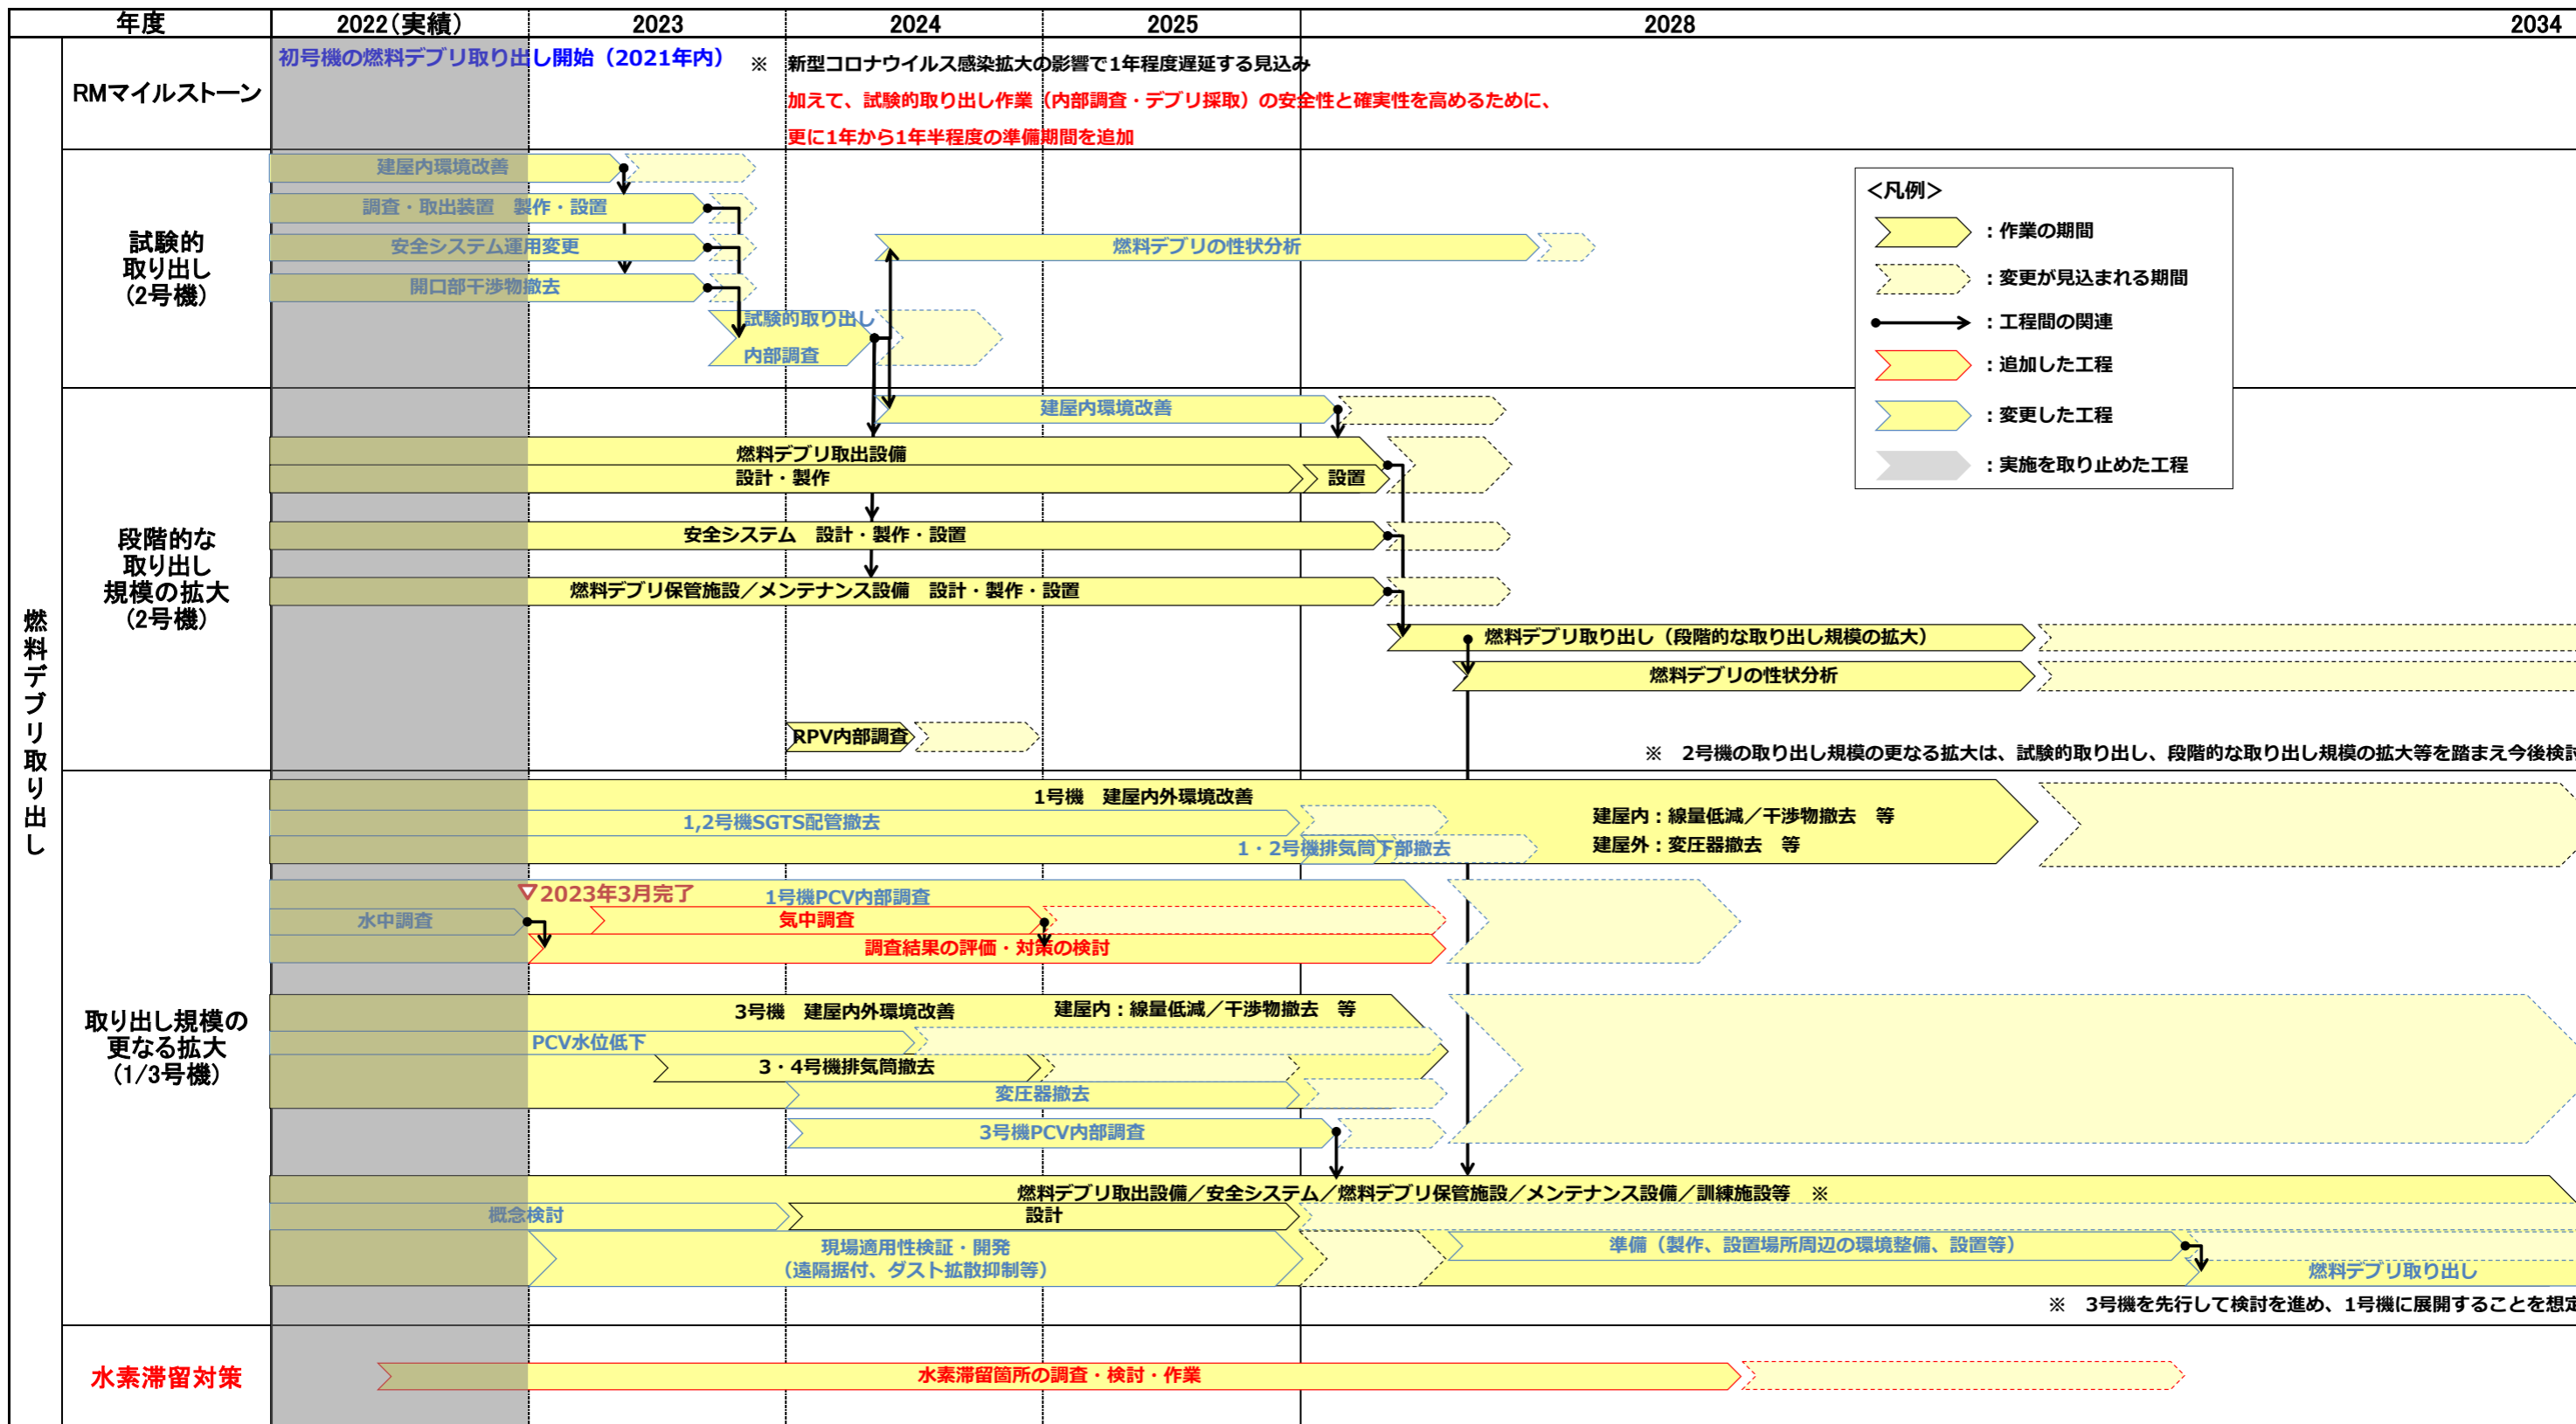 年度
2022(実績)
2023
2024
2025
2028
2034
燃料デブリ取り出し
RMマイルストーン
初号機の燃料デブリ取り出し開始（2021年内）
※　新型コロナウイルス感染拡大の影響で1年程度遅延する見込み
加えて、試験的取り出し作業（内部調査・デブリ採取）の安全性と確実性を高めるために、
更に1年から1年半程度の準備期間を追加
試験的
取り出し
(2号機)
建屋内環境改善
調査・取出装置　製作・設置
安全システム運用変更
燃料デブリの性状分析
開口部干渉物撤去
試験的取り出し
内部調査
＜凡例＞
：作業の期間
：変更が見込まれる期間
：工程間の関連
：追加した工程
：変更した工程
：実施を取り止めた工程
段階的な
取り出し
規模の拡大
(2号機)
建屋内環境改善
燃料デブリ取出設備
設計・製作
設置
安全システム　設計・製作・設置
燃料デブリ保管施設／メンテナンス設備　設計・製作・設置
燃料デブリ取り出し（段階的な取り出し規模の拡大）
燃料デブリの性状分析
RPV内部調査
※　2号機の取り出し規模の更なる拡大は、試験的取り出し、段階的な取り出し規模の拡大等を踏まえ今後検討
取り出し規模の
更なる拡大
(1/3号機)
1号機　建屋内外環境改善
建屋内：線量低減／干渉物撤去　等
1,2号機SGTS配管撤去
建屋外：変圧器撤去　等
1・2号機排気筒下部撤去
2023年3月完了
1号機PCV内部調査
水中調査
気中調査
調査結果の評価・対策の検討
3号機　建屋内外環境改善
建屋内：線量低減／干渉物撤去　等
PCV水位低下
3・4号機排気筒撤去
変圧器撤去
3号機PCV内部調査
燃料デブリ取出設備／安全システム／燃料デブリ保管施設／メンテナンス設備／訓練施設等　※
概念検討
設計
現場適用性検証・開発
（遠隔据付、ダスト拡散抑制等）
準備（製作、設置場所周辺の環境整備、設置等）
燃料デブリ取り出し
※　3号機を先行して検討を進め、1号機に展開することを想定
水素滞留対策
水素滞留箇所の調査・検討・作業